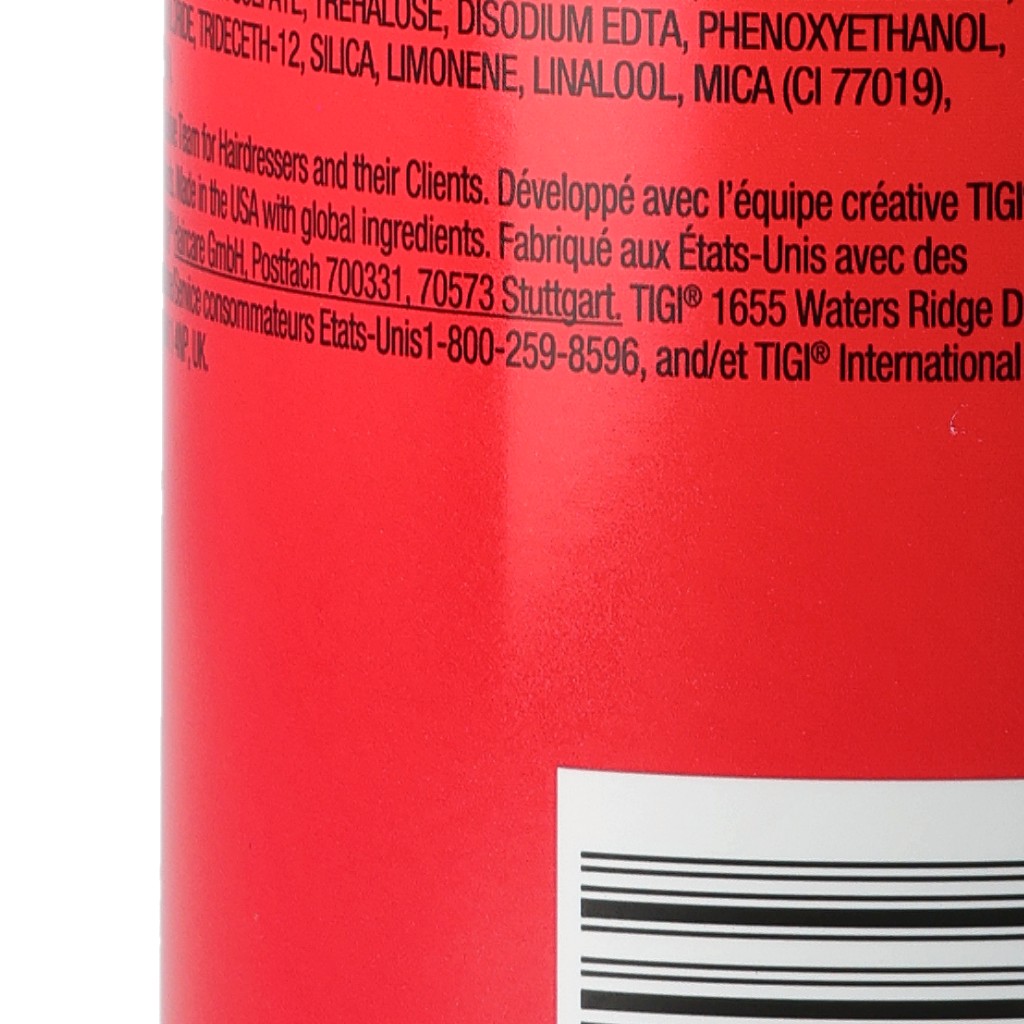 TREHALOSE, DISODIUM EDTA, PHENOXYETHANOL,
TRIDECETH-12, SILICA, LIMONENE, LINALOOL, MICA (CI 77019),
Team for Hairdressers and their Clients. Développé avec l'équipe créative TIGI
Made in the USA with global ingredients. Fabriqué aux États-Unis avec des
Haircare GmbH, Postfach 700331, 70573 Stuttgart. TIGI® 1655 Waters Ridge
Service consommateurs Etats-Unis1-800-259-8596, and/et TIGI® International
UK.